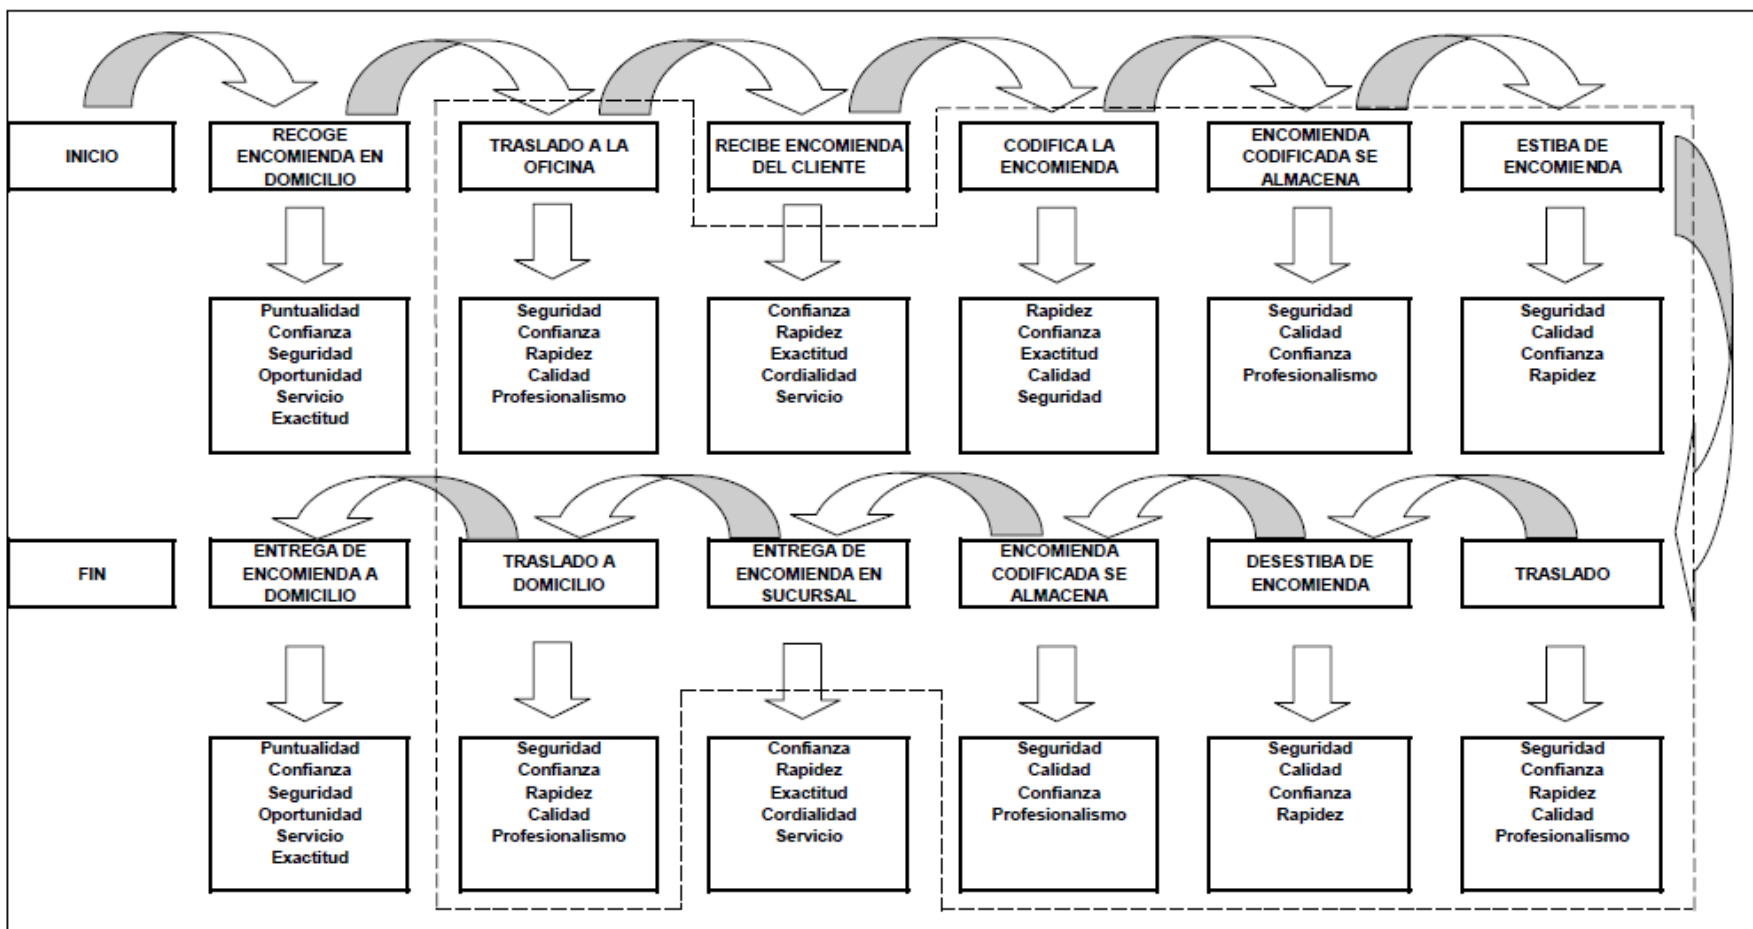 INICIO
RECOGE
ENCOMIENDA EN
DOMICILIO
TRASLADO A LA
OFICINA
RECIBE ENCOMIENDA
DEL CLIENTE
CODIFICA LA
ENCOMIENDA
ENCOMIENDA
CODIFICADA SE
ALMACENA
ESTIBA DE
ENCOMIENDA
Puntualidad
Confianza
Seguridad
Oportunidad
Servicio
Exactitud
Seguridad
Confianza
Rapidez
Calidad
Profesionalismo
Confianza
Rapidez
Exactitud
Cordialidad
Servicio
Rapidez
Confianza
Exactitud
Calidad
Seguridad
Seguridad
Calidad
Confianza
Profesionalismo
Seguridad
Calidad
Confianza
Rapidez
FIN
ENTREGA DE
ENCOMIENDA A
DOMICILIO
TRASLADO A
DOMICILIO
ENTREGA DE
ENCOMIENDA EN
SUCURSAL
ENCOMIENDA
CODIFICADA SE
ALMACENA
DESESTIBA DE
ENCOMIENDA
TRASLADO
Puntualidad
Confianza
Seguridad
Oportunidad
Servicio
Exactitud
Seguridad
Confianza
Rapidez
Calidad
Profesionalismo
Confianza
Rapidez
Exactitud
Cordialidad
Servicio
Seguridad
Calidad
Confianza
Profesionalismo
Seguridad
Calidad
Confianza
Rapidez
Seguridad
Confianza
Rapidez
Calidad
Profesionalismo